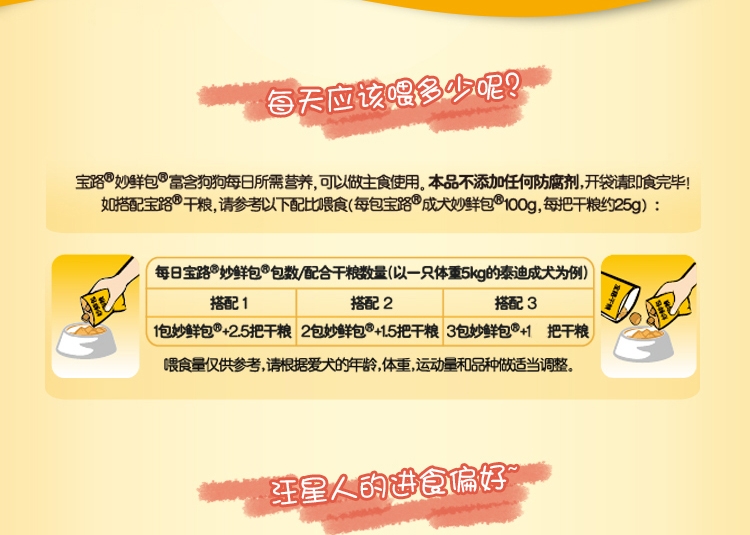 每天应该喂多少呢?
宝路®妙鲜包®富含狗狗每日所需营养,可以做主食使用。本品不添加任何防腐剂,开袋请即食完毕!
如搭配宝路®干粮,请参考以下配比喂食(每包宝路®成犬妙鲜包®100g,每把干粮约25g):
每日宝路®妙鲜包®包数/配合干粮数量(以一只体重5kg的泰迪成犬为例)
搭配 1 搭配 2 搭配 3
1包妙鲜包®+2.5把干粮 2包妙鲜包®+1.5把干粮 3包妙鲜包®+1 把干粮
喂食量仅供参考,请根据爱犬的年龄,体重,运动量和品种做适当调整。
汪星人的进食偏好~